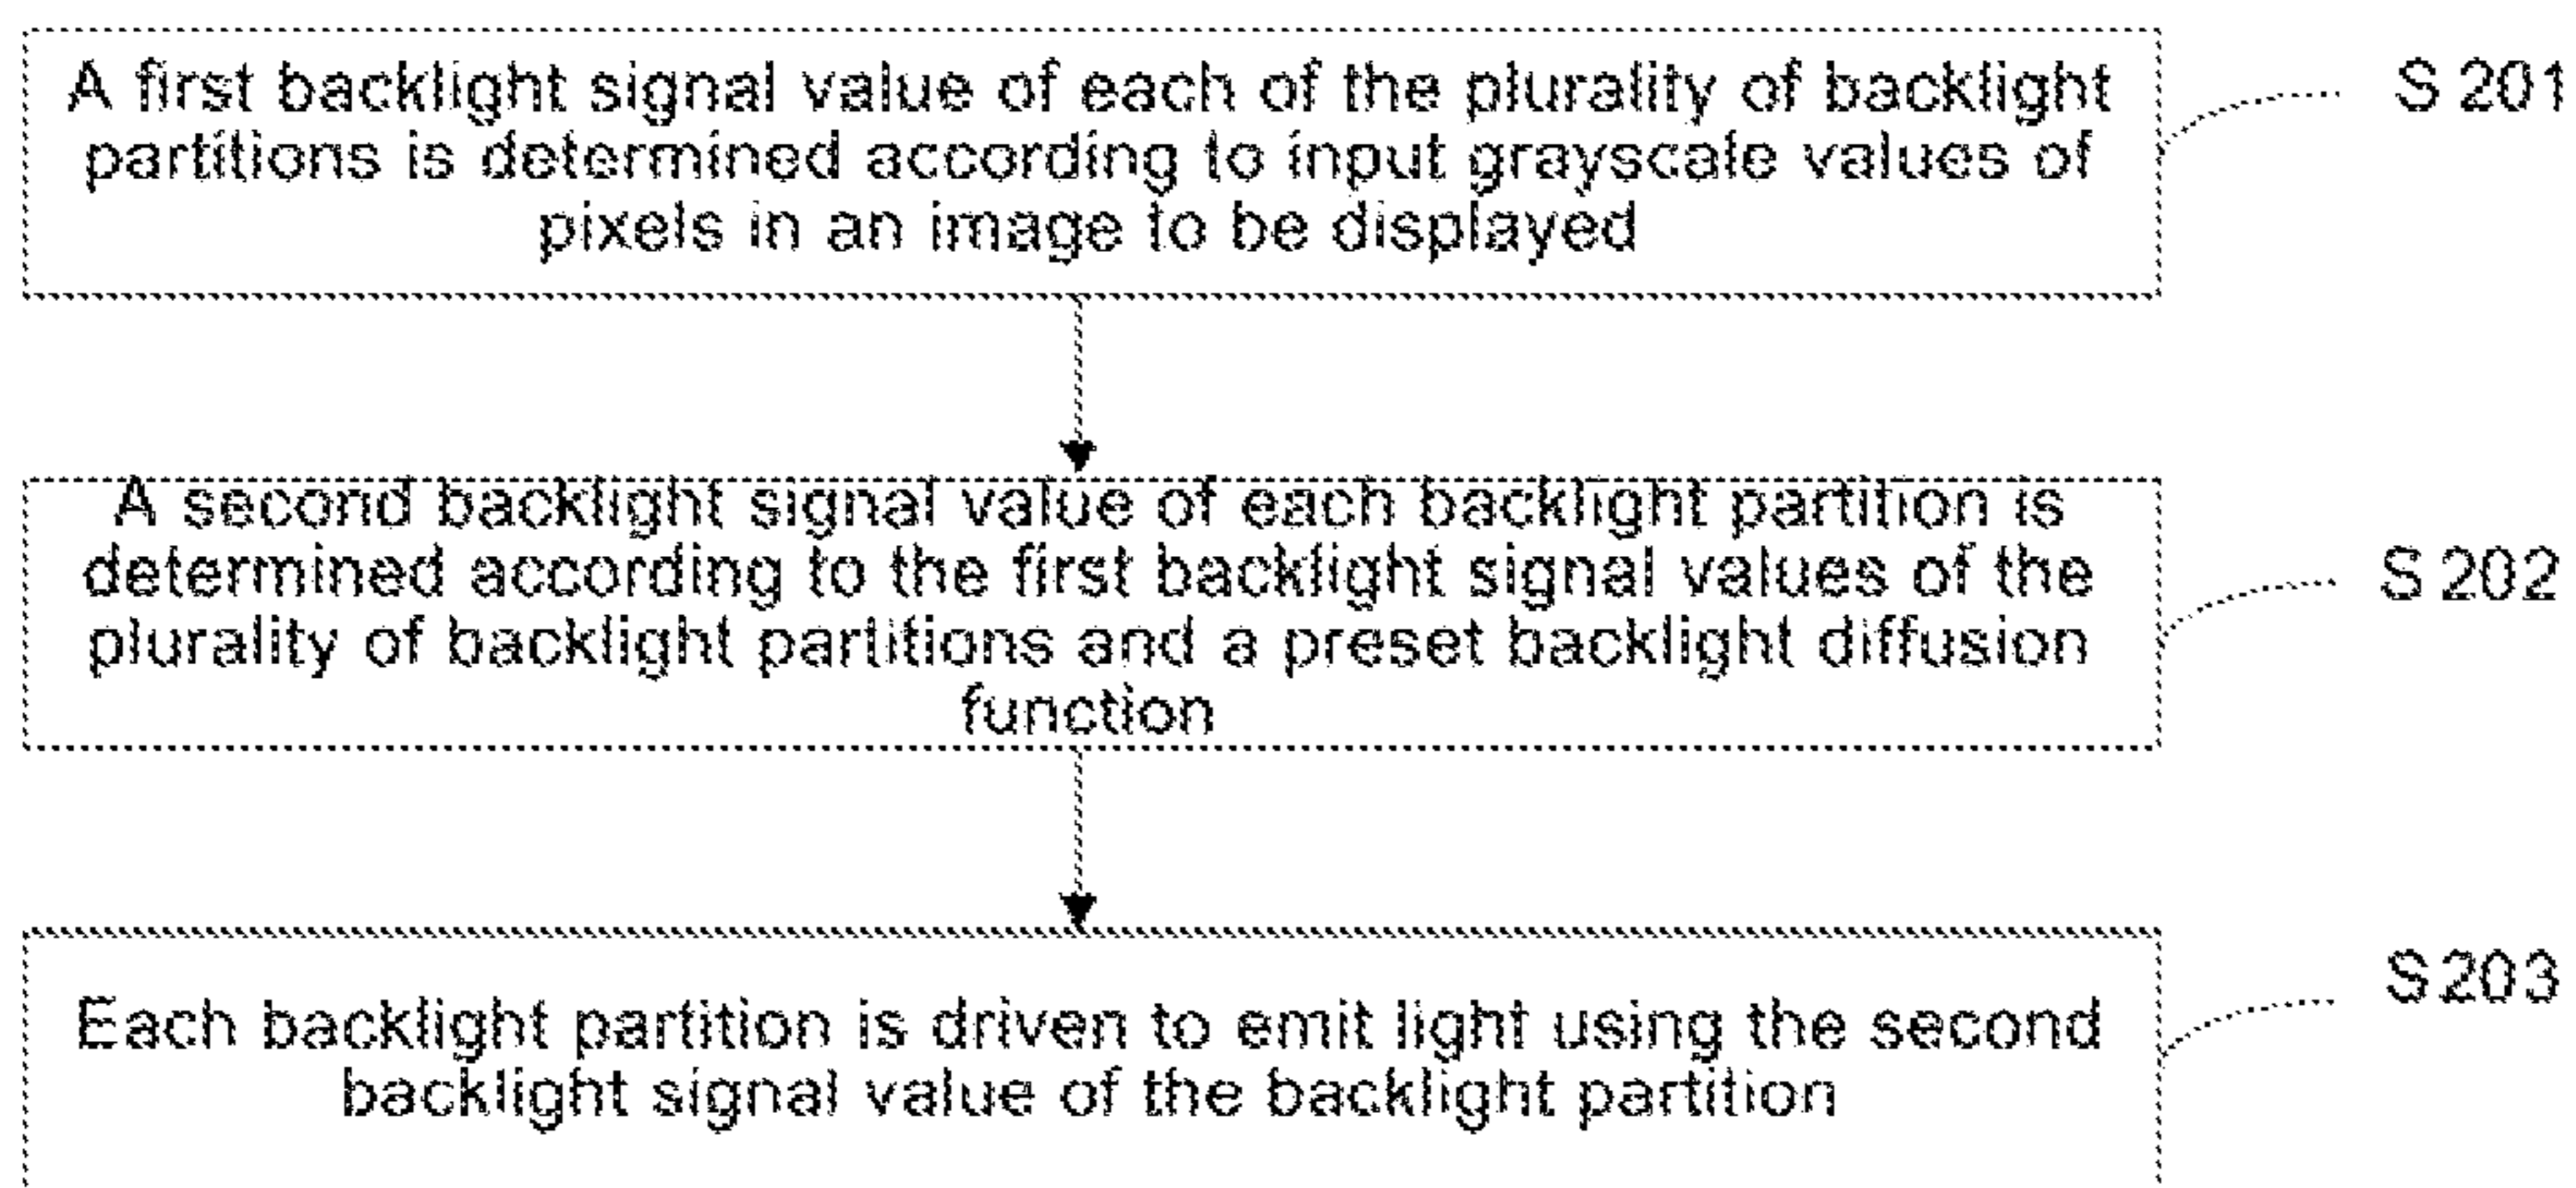 A first backlight signal value of each of the plurality of backlight
partitions is determined according to input grayscale values of
pixels in an image to be displayed
S 201
A second backlight signal value of each backlight partition is
determined according to the first backlight signal values of the
plurality of backlight partitions and a preset backlight diffusion
function
S 202
Each backlight partition is driven to emit light using the second
backlight signal value of the backlight partition
S 203